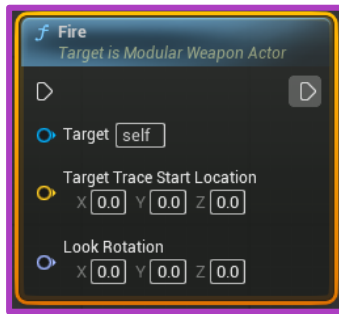 f Fire
Target is Modular Weapon Actor
Target self
Target Trace Start Location
X 0.0 Y 0.0 Z 0.0
Look Rotation
X 0.0 Y 0.0 Z 0.0